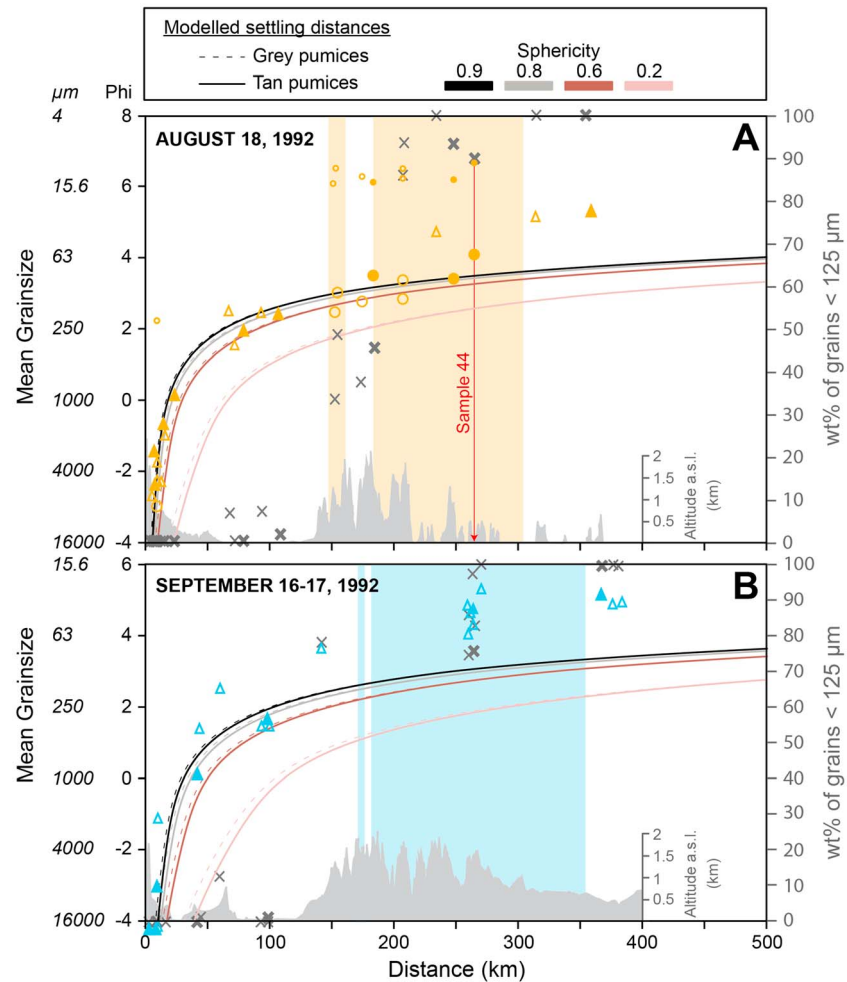 Modelled settling distances
Grey pumices
Tan pumices
Sphericity
0.9 0.8 0.6 0.2
µm Phi
AUGUST 18, 1992
A
4 8 100
90
15.6 6 80
70
63 4 60
50
250 2
40
1000 0 30
4000 -2 20
10
16000 -4 0
Mean Grainsize
wt% of grains < 125 µm
Sample 44
2
1.5
1
0.5
Altitude a.s.l.
(km)
SEPTEMBER 16-17, 1992
B
15.6 6 100
90
63 4 80
70
250 2 60
50
1000 0 40
30
4000 -2 20
10
16000 -4 0
Mean Grainsize
wt% of grains < 125 µm
2
1.5
1
0.5
Altitude a.s.l.
(km)
0 100 200 300 400 500
Distance (km)